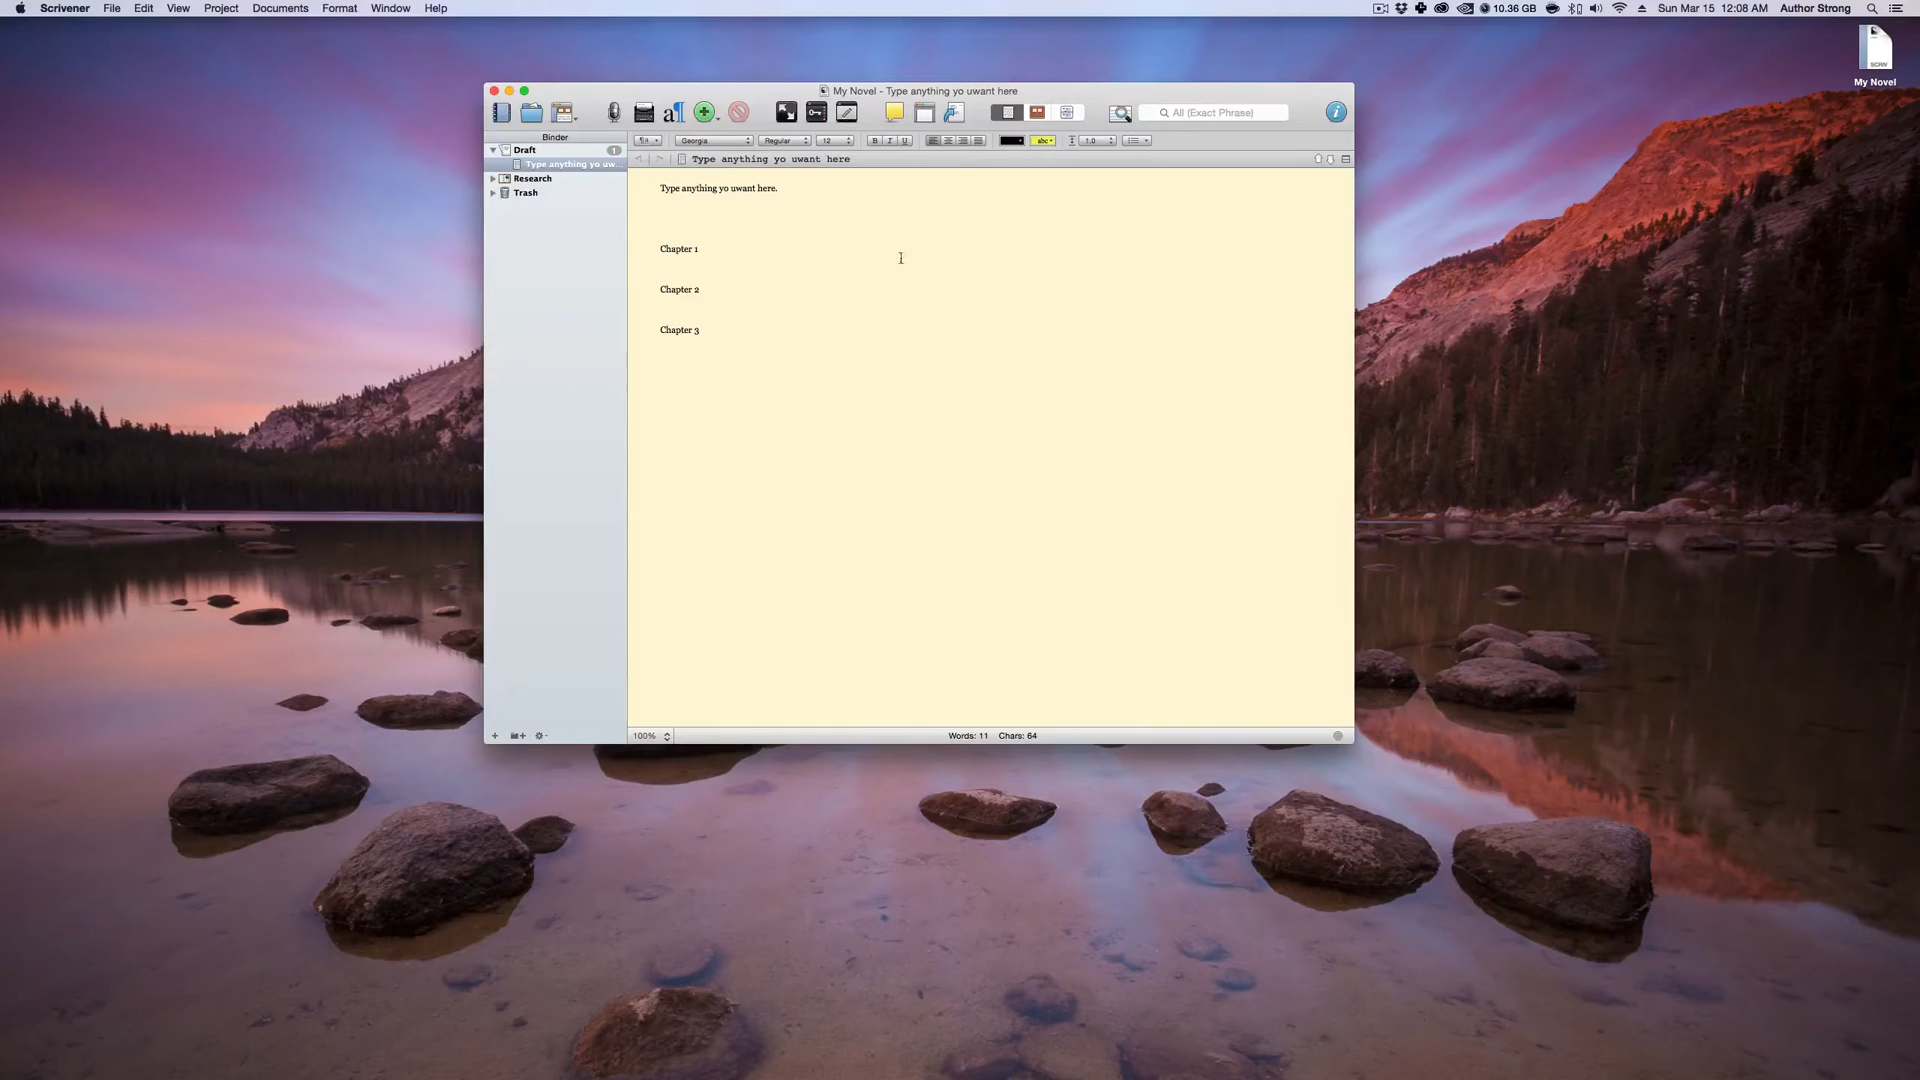 Scrivener File Edit View Project Documents Format Window Help 10.36 GB Sun Mar 15 12:08 AM Author Strong
SCRIV
My Novel
My Novel - Type anything yo uwant here
All (Exact Phrase)
Binder
Draft 1
Type anything yo uw...
Research
Trash
¶a Georgia Regular 12 B I U abc 1.0
Type anything yo uwant here
Type anything yo uwant here.
Chapter 1
Chapter 2
Chapter 3
100% Words: 11 Chars: 64